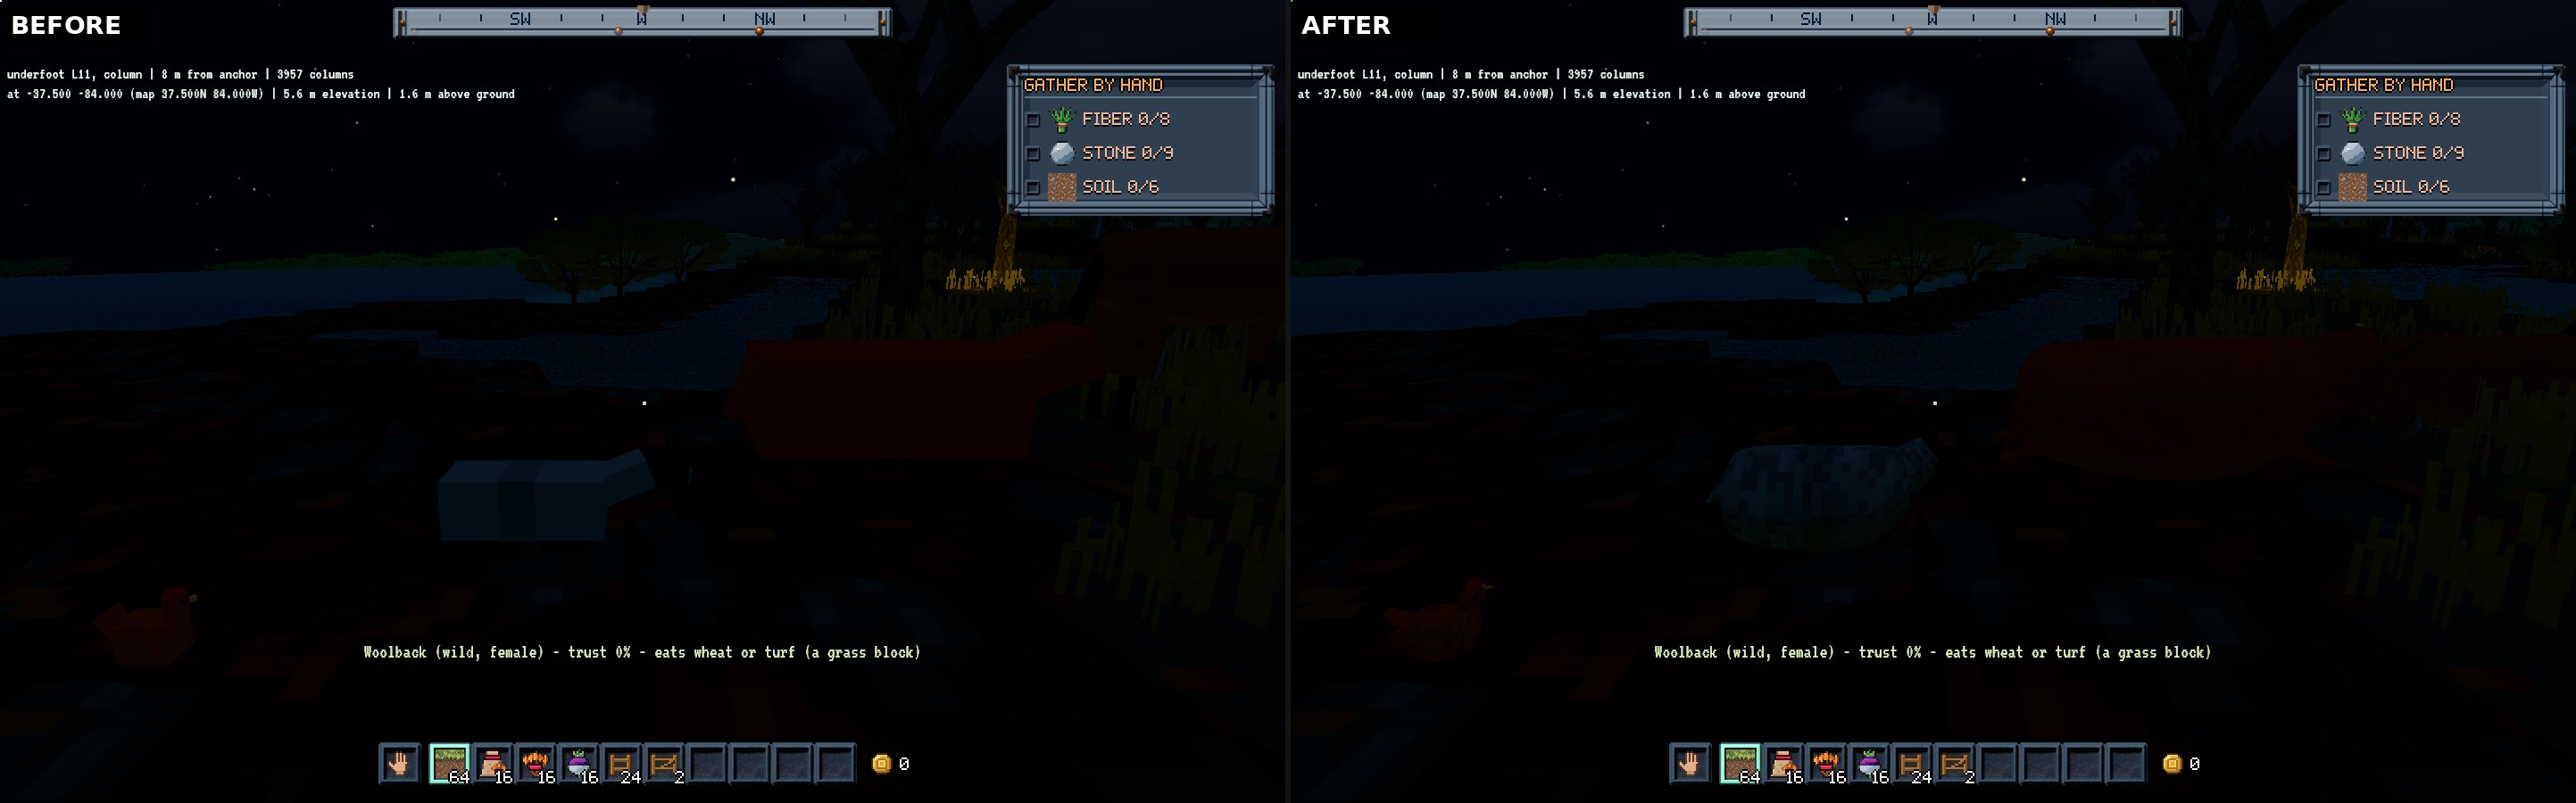 BEFORE
SW W NW
underfoot L11, column | 8 m from anchor | 3957 columns
at -37.500 -84.000 (map 37.500N 84.000W) | 5.6 m elevation | 1.6 m above ground
GATHER BY HAND
FIBER 0/8
STONE 0/9
SOIL 0/6
Woolback (wild, female) - trust 0% - eats wheat or turf (a grass block)
64 16 16 16 24 2 0
AFTER
SW W NW
underfoot L11, column | 8 m from anchor | 3957 columns
at -37.500 -84.000 (map 37.500N 84.000W) | 5.6 m elevation | 1.6 m above ground
GATHER BY HAND
FIBER 0/8
STONE 0/9
SOIL 0/6
Woolback (wild, female) - trust 0% - eats wheat or turf (a grass block)
64 16 16 16 24 2 0